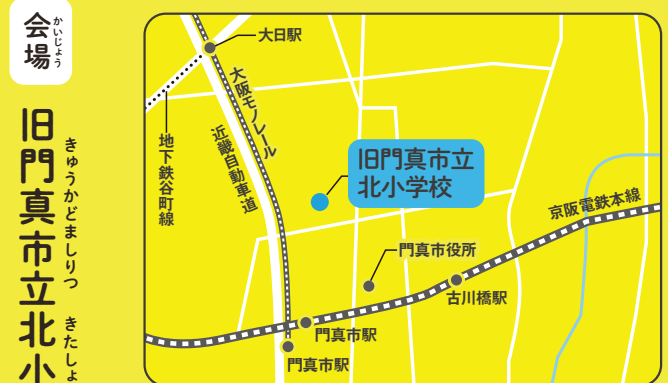 会場
かいじょう
旧門真市立北小
きゅうかどましりつ きたしょ
大日駅
大阪モノレール
近畿自動車道
地下鉄谷町線
旧門真市立
北小学校
京阪電鉄本線
門真市役所
古川橋駅
門真市駅
門真市駅